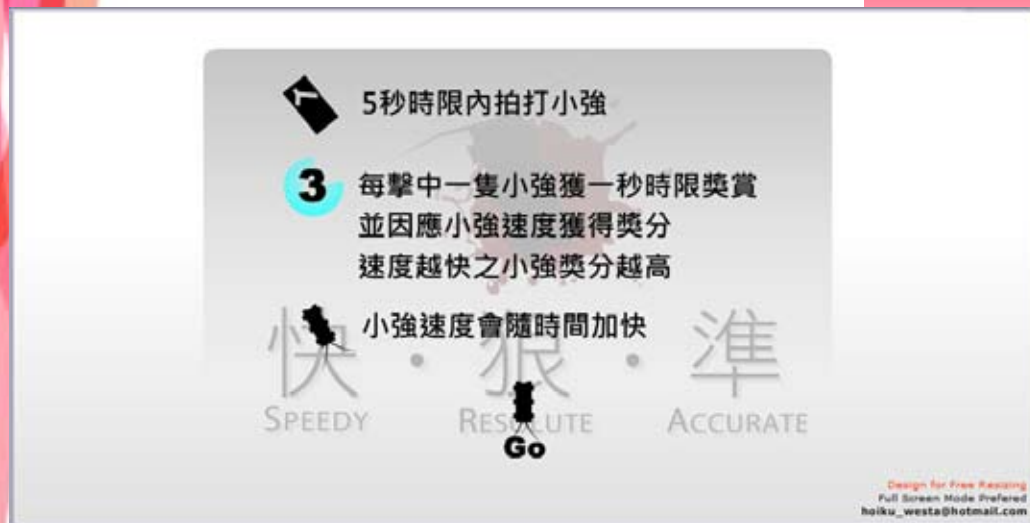 5秒時限內拍打小強
3
每擊中一隻小強獲一秒時限獎賞
並因應小強速度獲得獎分
速度越快之小強獎分越高
小強速度會隨時間加快
快・狠・準
SPEEDY RESOLUTE ACCURATE
Go
Design for Free Resizing
Full Screen Mode Prefered
hoiku_westa@hotmail.com